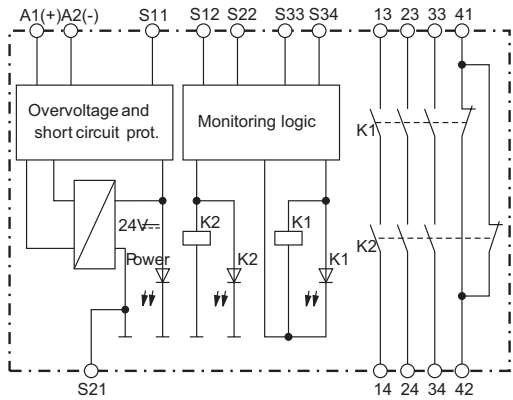 A1(+) A2(-) S11 S12 S22 S33 S34 13 23 33 41
Overvoltage and
short circuit prot.
Monitoring logic
K1
24V K2 K1
K2
Power K2 K1
S21 14 24 34 42